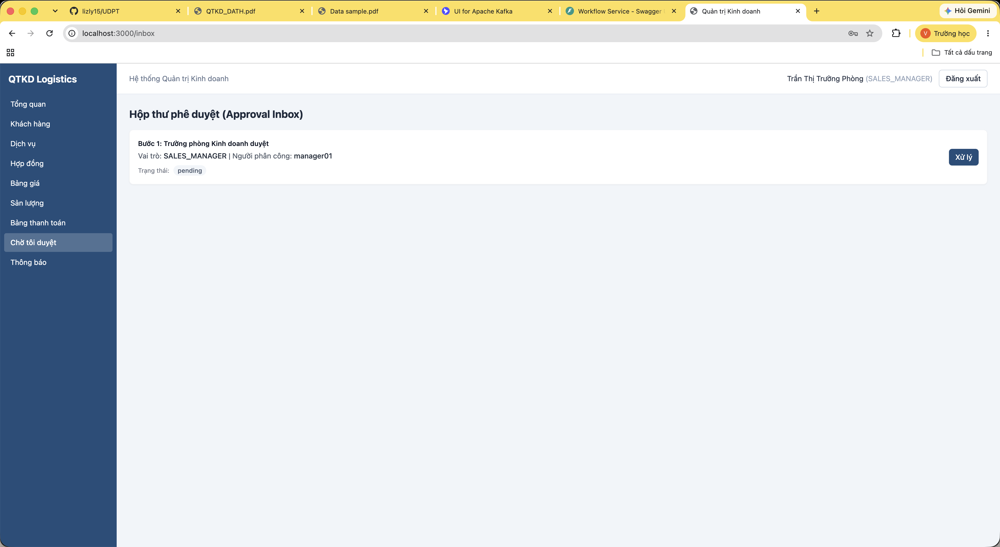 lizly15/UDPT
QTKD_DATH.pdf
Data sample.pdf
UI for Apache Kafka
Workflow Service - Swagger
Quản trị Kinh doanh
Hỏi Gemini
localhost:3000/inbox
V Trường học
Tất cả dấu trang
QTKD Logistics
Hệ thống Quản trị Kinh doanh
Trần Thị Trưởng Phòng (SALES_MANAGER)
Đăng xuất
Tổng quan
Khách hàng
Dịch vụ
Hợp đồng
Bảng giá
Sản lượng
Bảng thanh toán
Chờ tôi duyệt
Thông báo
Hộp thư phê duyệt (Approval Inbox)
Bước 1: Trưởng phòng Kinh doanh duyệt
Vai trò: SALES_MANAGER | Người phân công: manager01
Trạng thái: pending
Xử lý